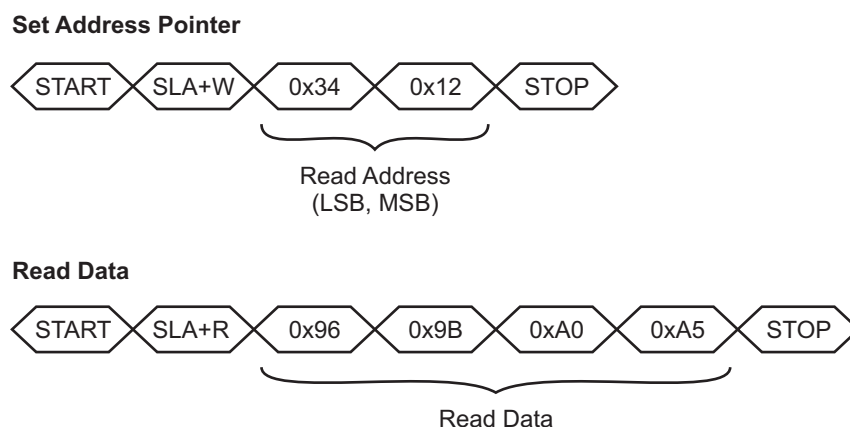 Set Address Pointer
START SLA+W 0x34 0x12 STOP
Read Address
(LSB, MSB)
Read Data
START SLA+R 0x96 0x9B 0xA0 0xA5 STOP
Read Data